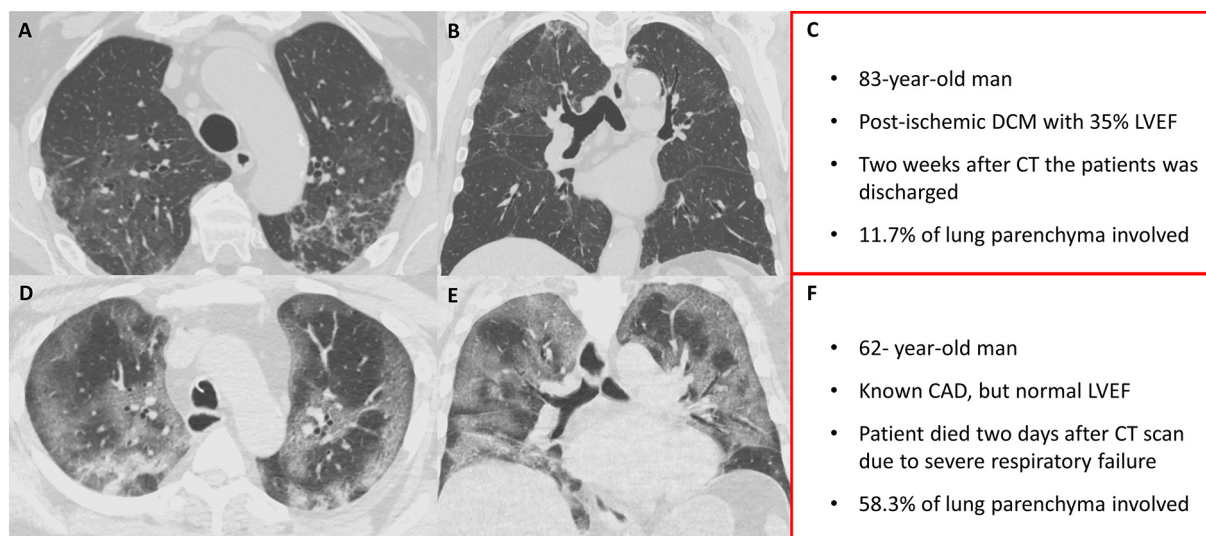 A
B
C
• 83-year-old man
• Post-ischemic DCM with 35% LVEF
• Two weeks after CT the patients was
discharged
• 11.7% of lung parenchyma involved
D
E
F
• 62- year-old man
• Known CAD, but normal LVEF
• Patient died two days after CT scan
due to severe respiratory failure
• 58.3% of lung parenchyma involved